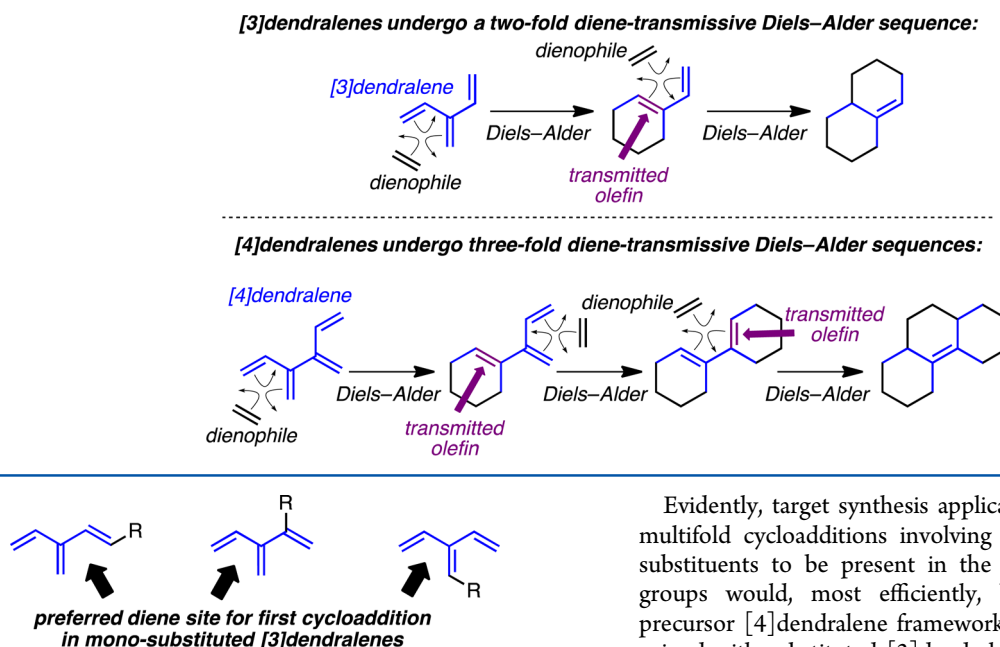 [3]dendralenes undergo a two-fold diene-transmissive Diels–Alder sequence:
dienophile
[3]dendralene
Diels–Alder
Diels–Alder
dienophile
transmitted
olefin
[4]dendralenes undergo three-fold diene-transmissive Diels–Alder sequences:
[4]dendralene
dienophile
transmitted
olefin
Diels–Alder
Diels–Alder
Diels–Alder
dienophile
transmitted
olefin
R
R
R
preferred diene site for first cycloaddition
in mono-substituted [3]dendralenes
Evidently, target synthesis applica
multifold cycloadditions involving
substituents to be present in the
groups would, most efficiently,
precursor [4]dendralene framework